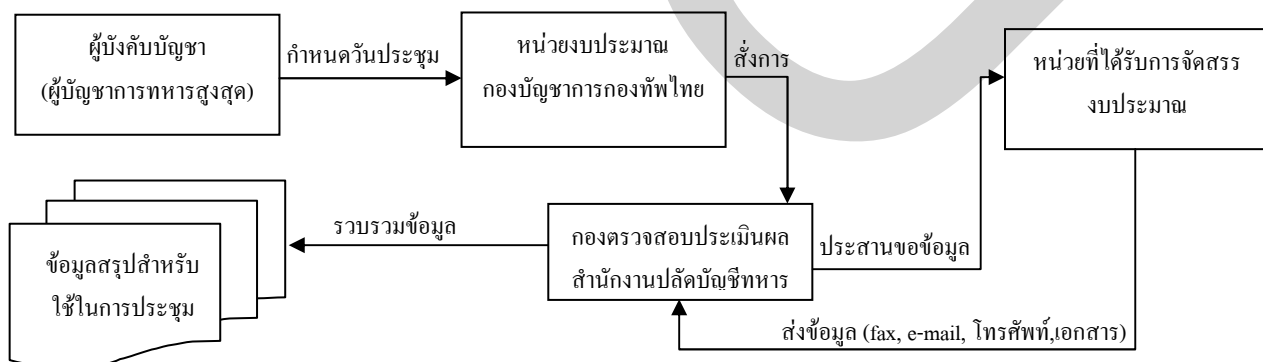 ผู้บังคับบัญชา
(ผู้บัญชาการทหารสูงสุด)
กำหนดวันประชุม
หน่วยงบประมาณ
กองบัญชาการกองทัพไทย
สั่งการ
หน่วยที่ได้รับการจัดสรร
งบประมาณ
ข้อมูลสรุปสำหรับ
ใช้ในการประชุม
รวบรวมข้อมูล
กองตรวจสอบประเมินผล
สำนักงานปลัดบัญชีทหาร
ประสานขอข้อมูล
ส่งข้อมูล (fax, e-mail, โทรศัพท์,เอกสาร)